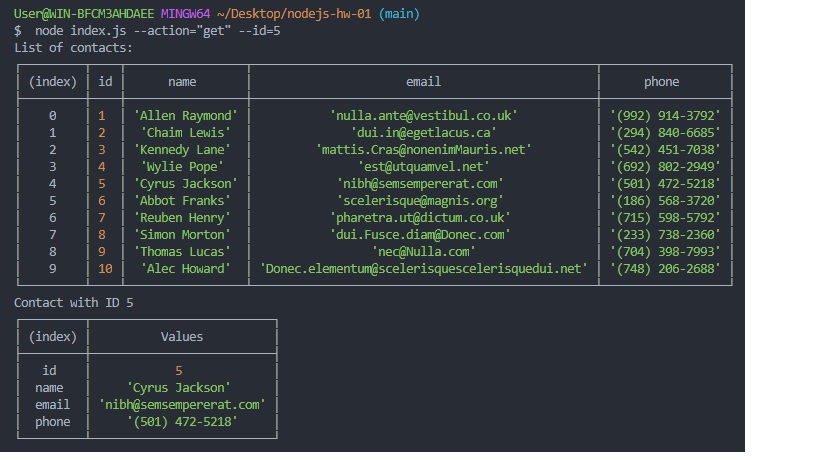 User@WIN-BFCM3AHDAEE MINGW64 ~/Desktop/nodejs-hw-01 (main)
$ node index.js --action="get" --id=5
List of contacts:
(index) id name email phone
0 1 'Allen Raymond' 'nulla.ante@vestibul.co.uk' '(992) 914-3792'
1 2 'Chaim Lewis' 'dui.in@egetlacus.ca' '(294) 840-6685'
2 3 'Kennedy Lane' 'mattis.Cras@nonenimMauris.net' '(542) 451-7038'
3 4 'Wylie Pope' 'est@utquamvel.net' '(692) 802-2949'
4 5 'Cyrus Jackson' 'nibh@semsempererat.com' '(501) 472-5218'
5 6 'Abbot Franks' 'scelerisque@magnis.org' '(186) 568-3720'
6 7 'Reuben Henry' 'pharetra.ut@dictum.co.uk' '(715) 598-5792'
7 8 'Simon Morton' 'dui.Fusce.diam@Donec.com' '(233) 738-2360'
8 9 'Thomas Lucas' 'nec@Nulla.com' '(704) 398-7993'
9 10 'Alec Howard' 'Donec.elementum@scelerisquescelerisquedui.net' '(748) 206-2688'
Contact with ID 5
(index) Values
id 5
name 'Cyrus Jackson'
email 'nibh@semsempererat.com'
phone '(501) 472-5218'